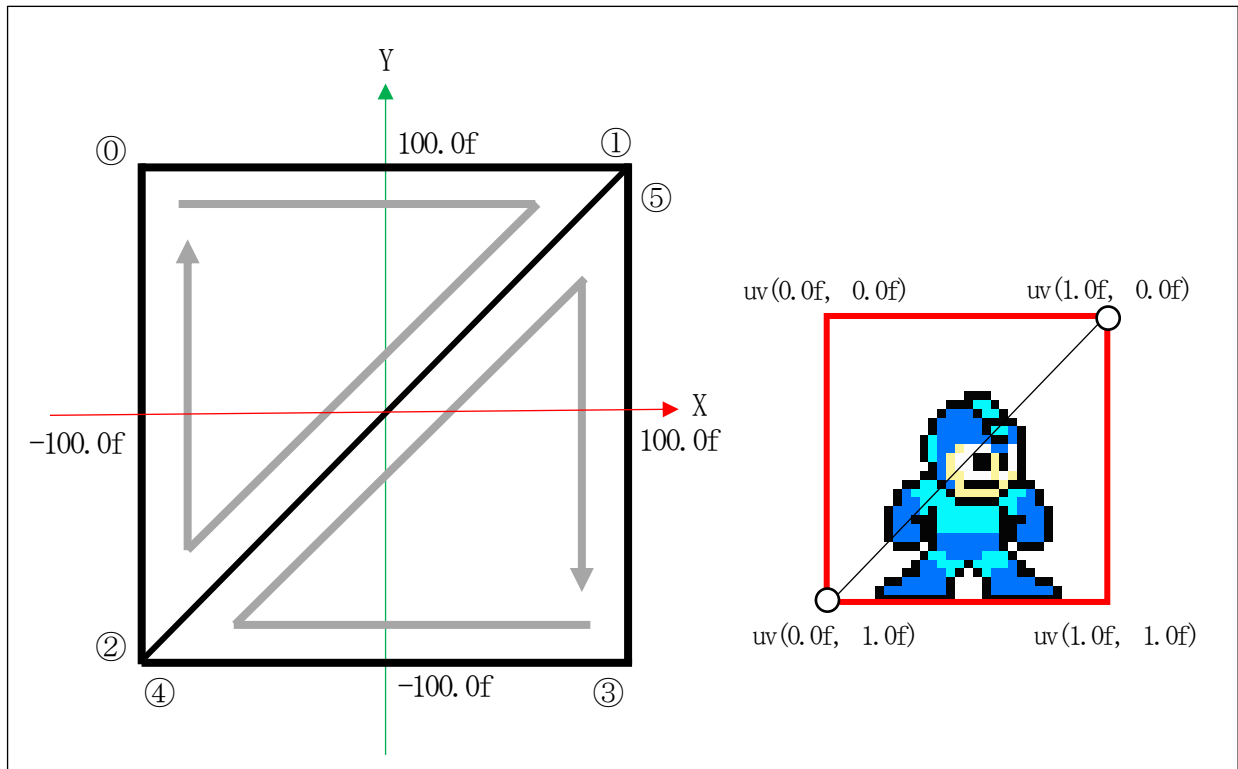 Y
⓪
100.0f
①
⑤
X
-100.0f
100.0f
②
④
-100.0f
③
uv(0.0f, 0.0f)
uv(1.0f, 0.0f)
uv(0.0f, 1.0f)
uv(1.0f, 1.0f)